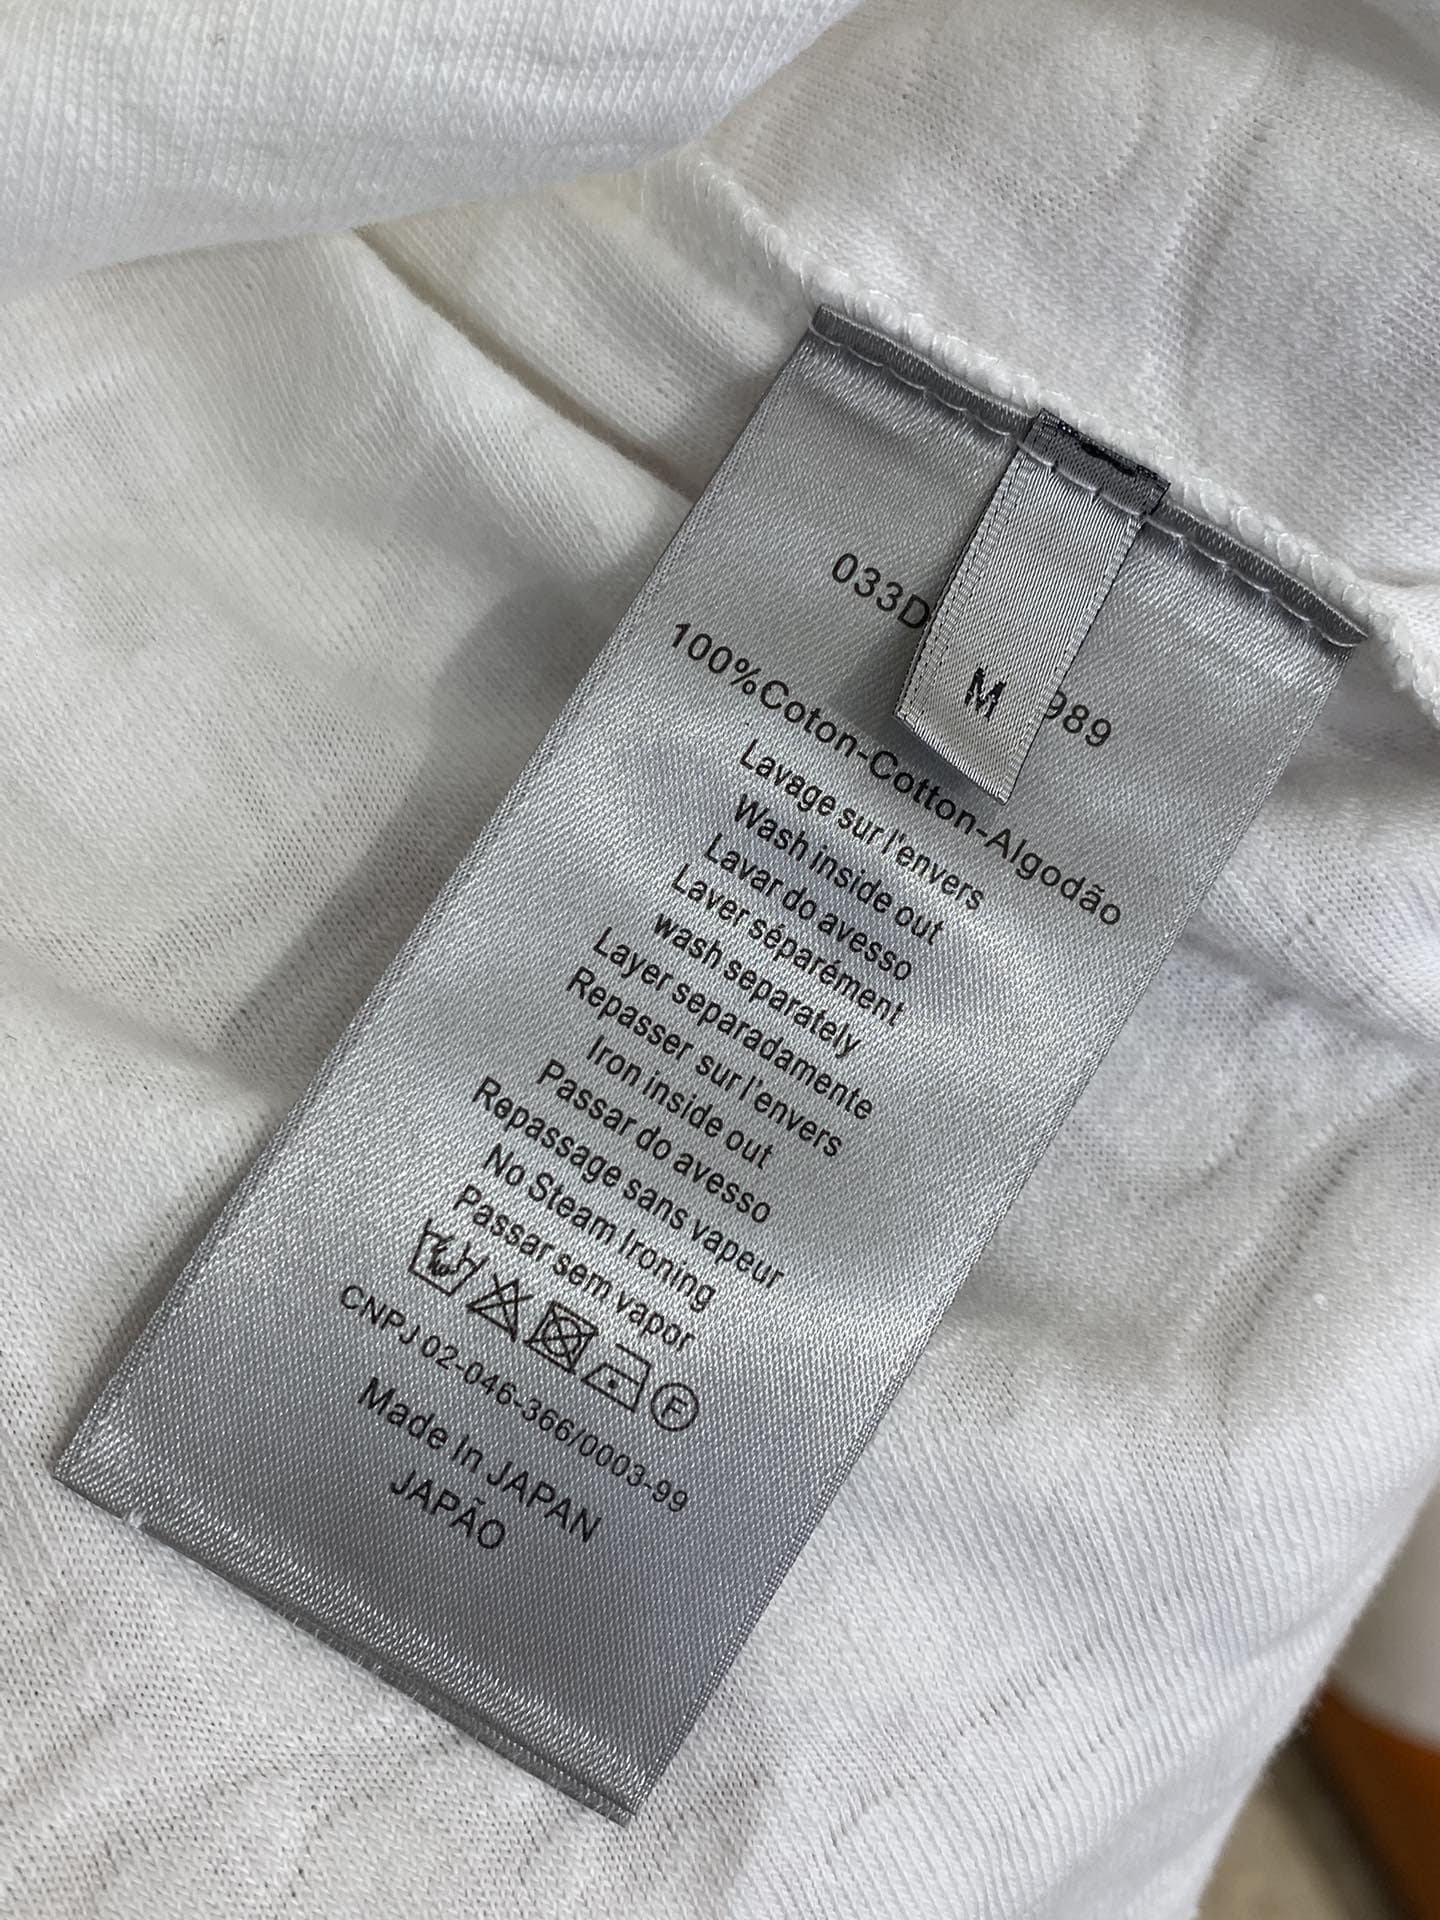 033D
M
989
100%Coton-Cotton-Algodão
Lavage sur l'envers
Wash inside out
Lavar do avesso
Laver séparément
wash separately
Layer separadamente
Repasser sur l'envers
Iron inside out
Passar do avesso
Repassage sans vapeur
No Steam Ironing
Passar sem vapor
F
CNPJ 02-046-366/0003-99
Made In JAPAN
JAPÃO